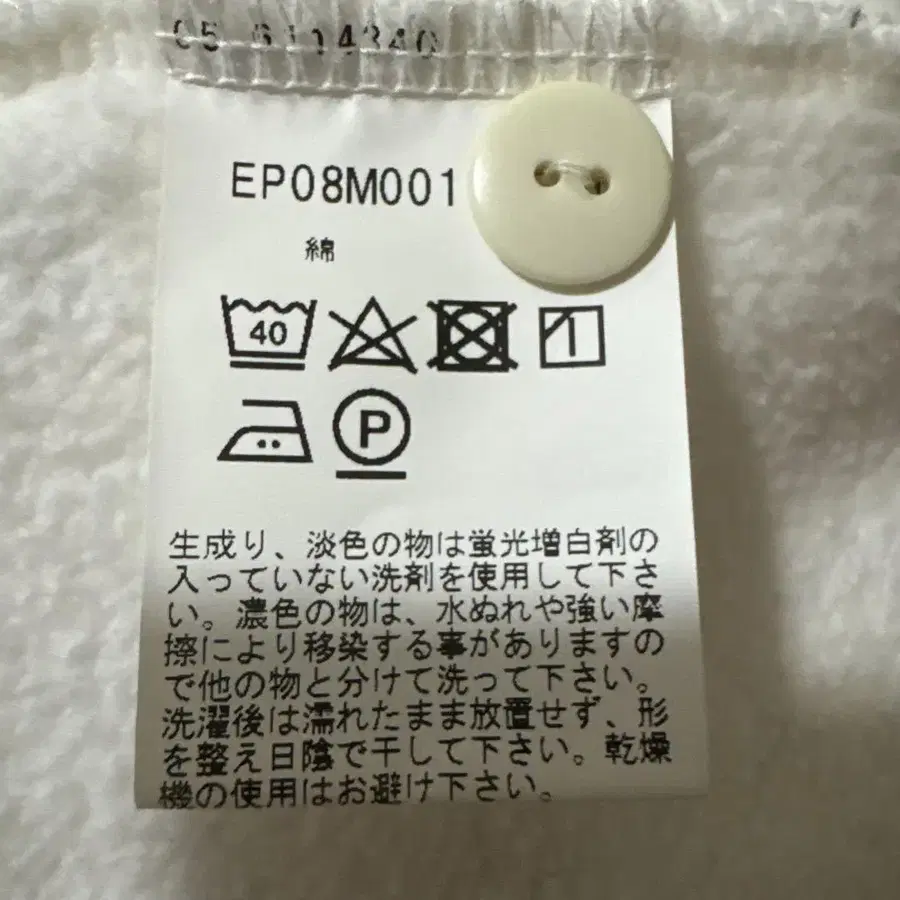 EP08M001
綿
40
P
生成り、淡色の物は蛍光増白剤の
入っていない洗剤を使用して下さ
い。濃色の物は、水ぬれや強い摩
擦により移染する事がありますの
で他の物と分けて洗って下さい。
洗濯後は濡れたまま放置せず、形
を整え日陰で干して下さい。乾燥
機の使用はお避け下さい。